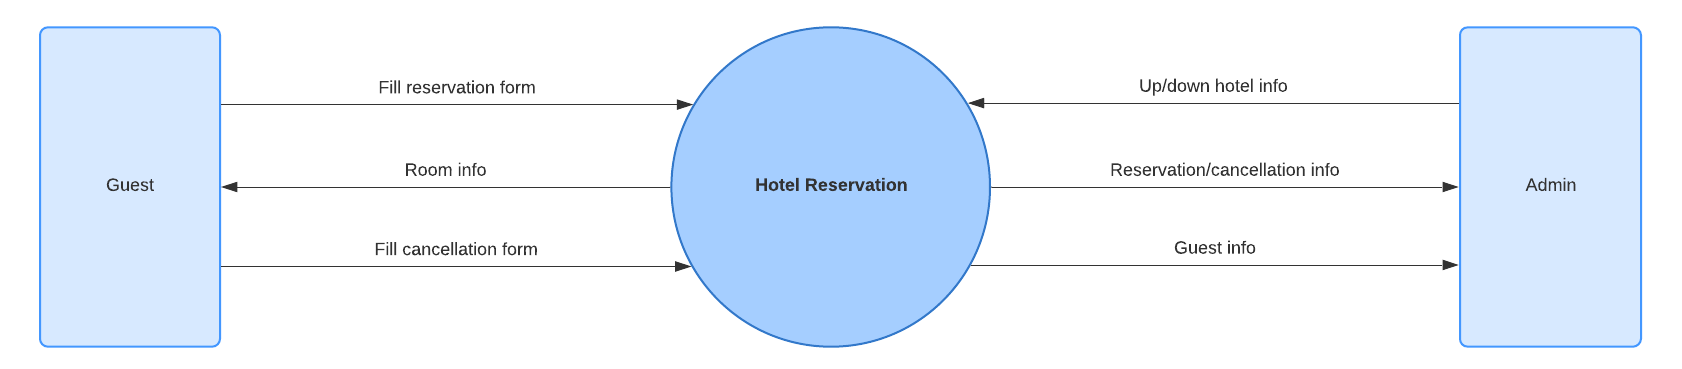 Fill reservation form
Up/down hotel info
Room info
Reservation/cancellation info
Guest
Hotel Reservation
Admin
Fill cancellation form
Guest info